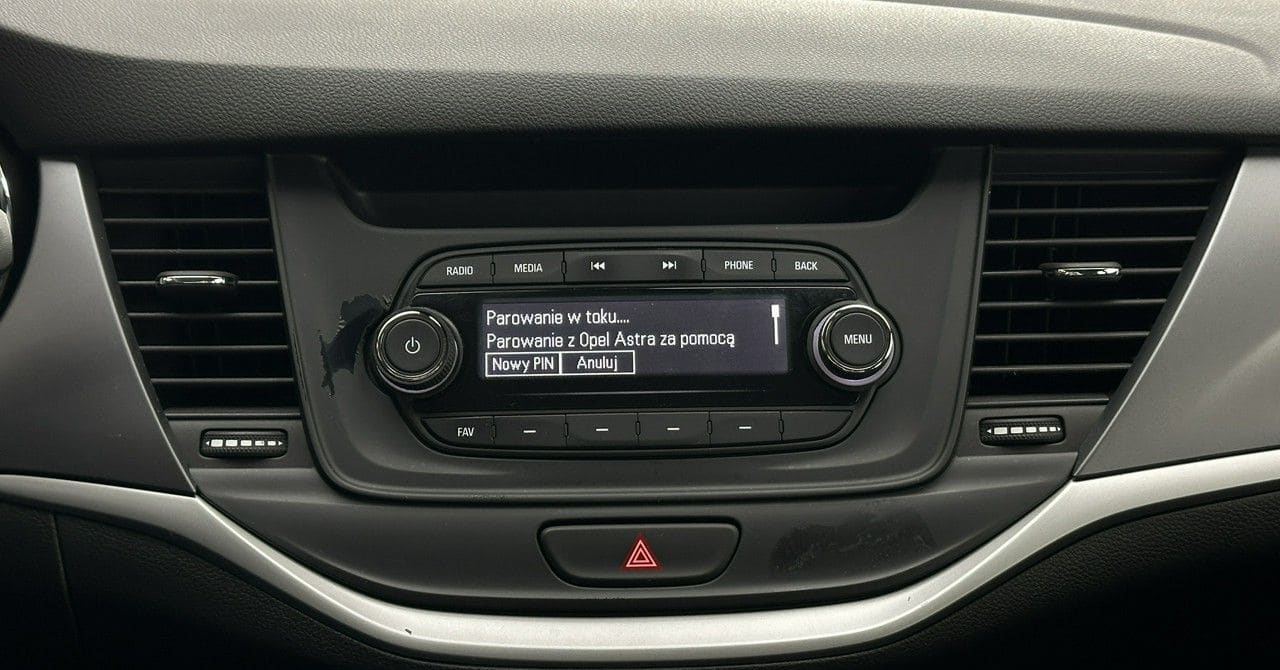 RADIO MEDIA PHONE BACK
Parowanie w toku....
Parowanie z Opel Astra za pomocą
Nowy PIN Anuluj
MENU
FAV